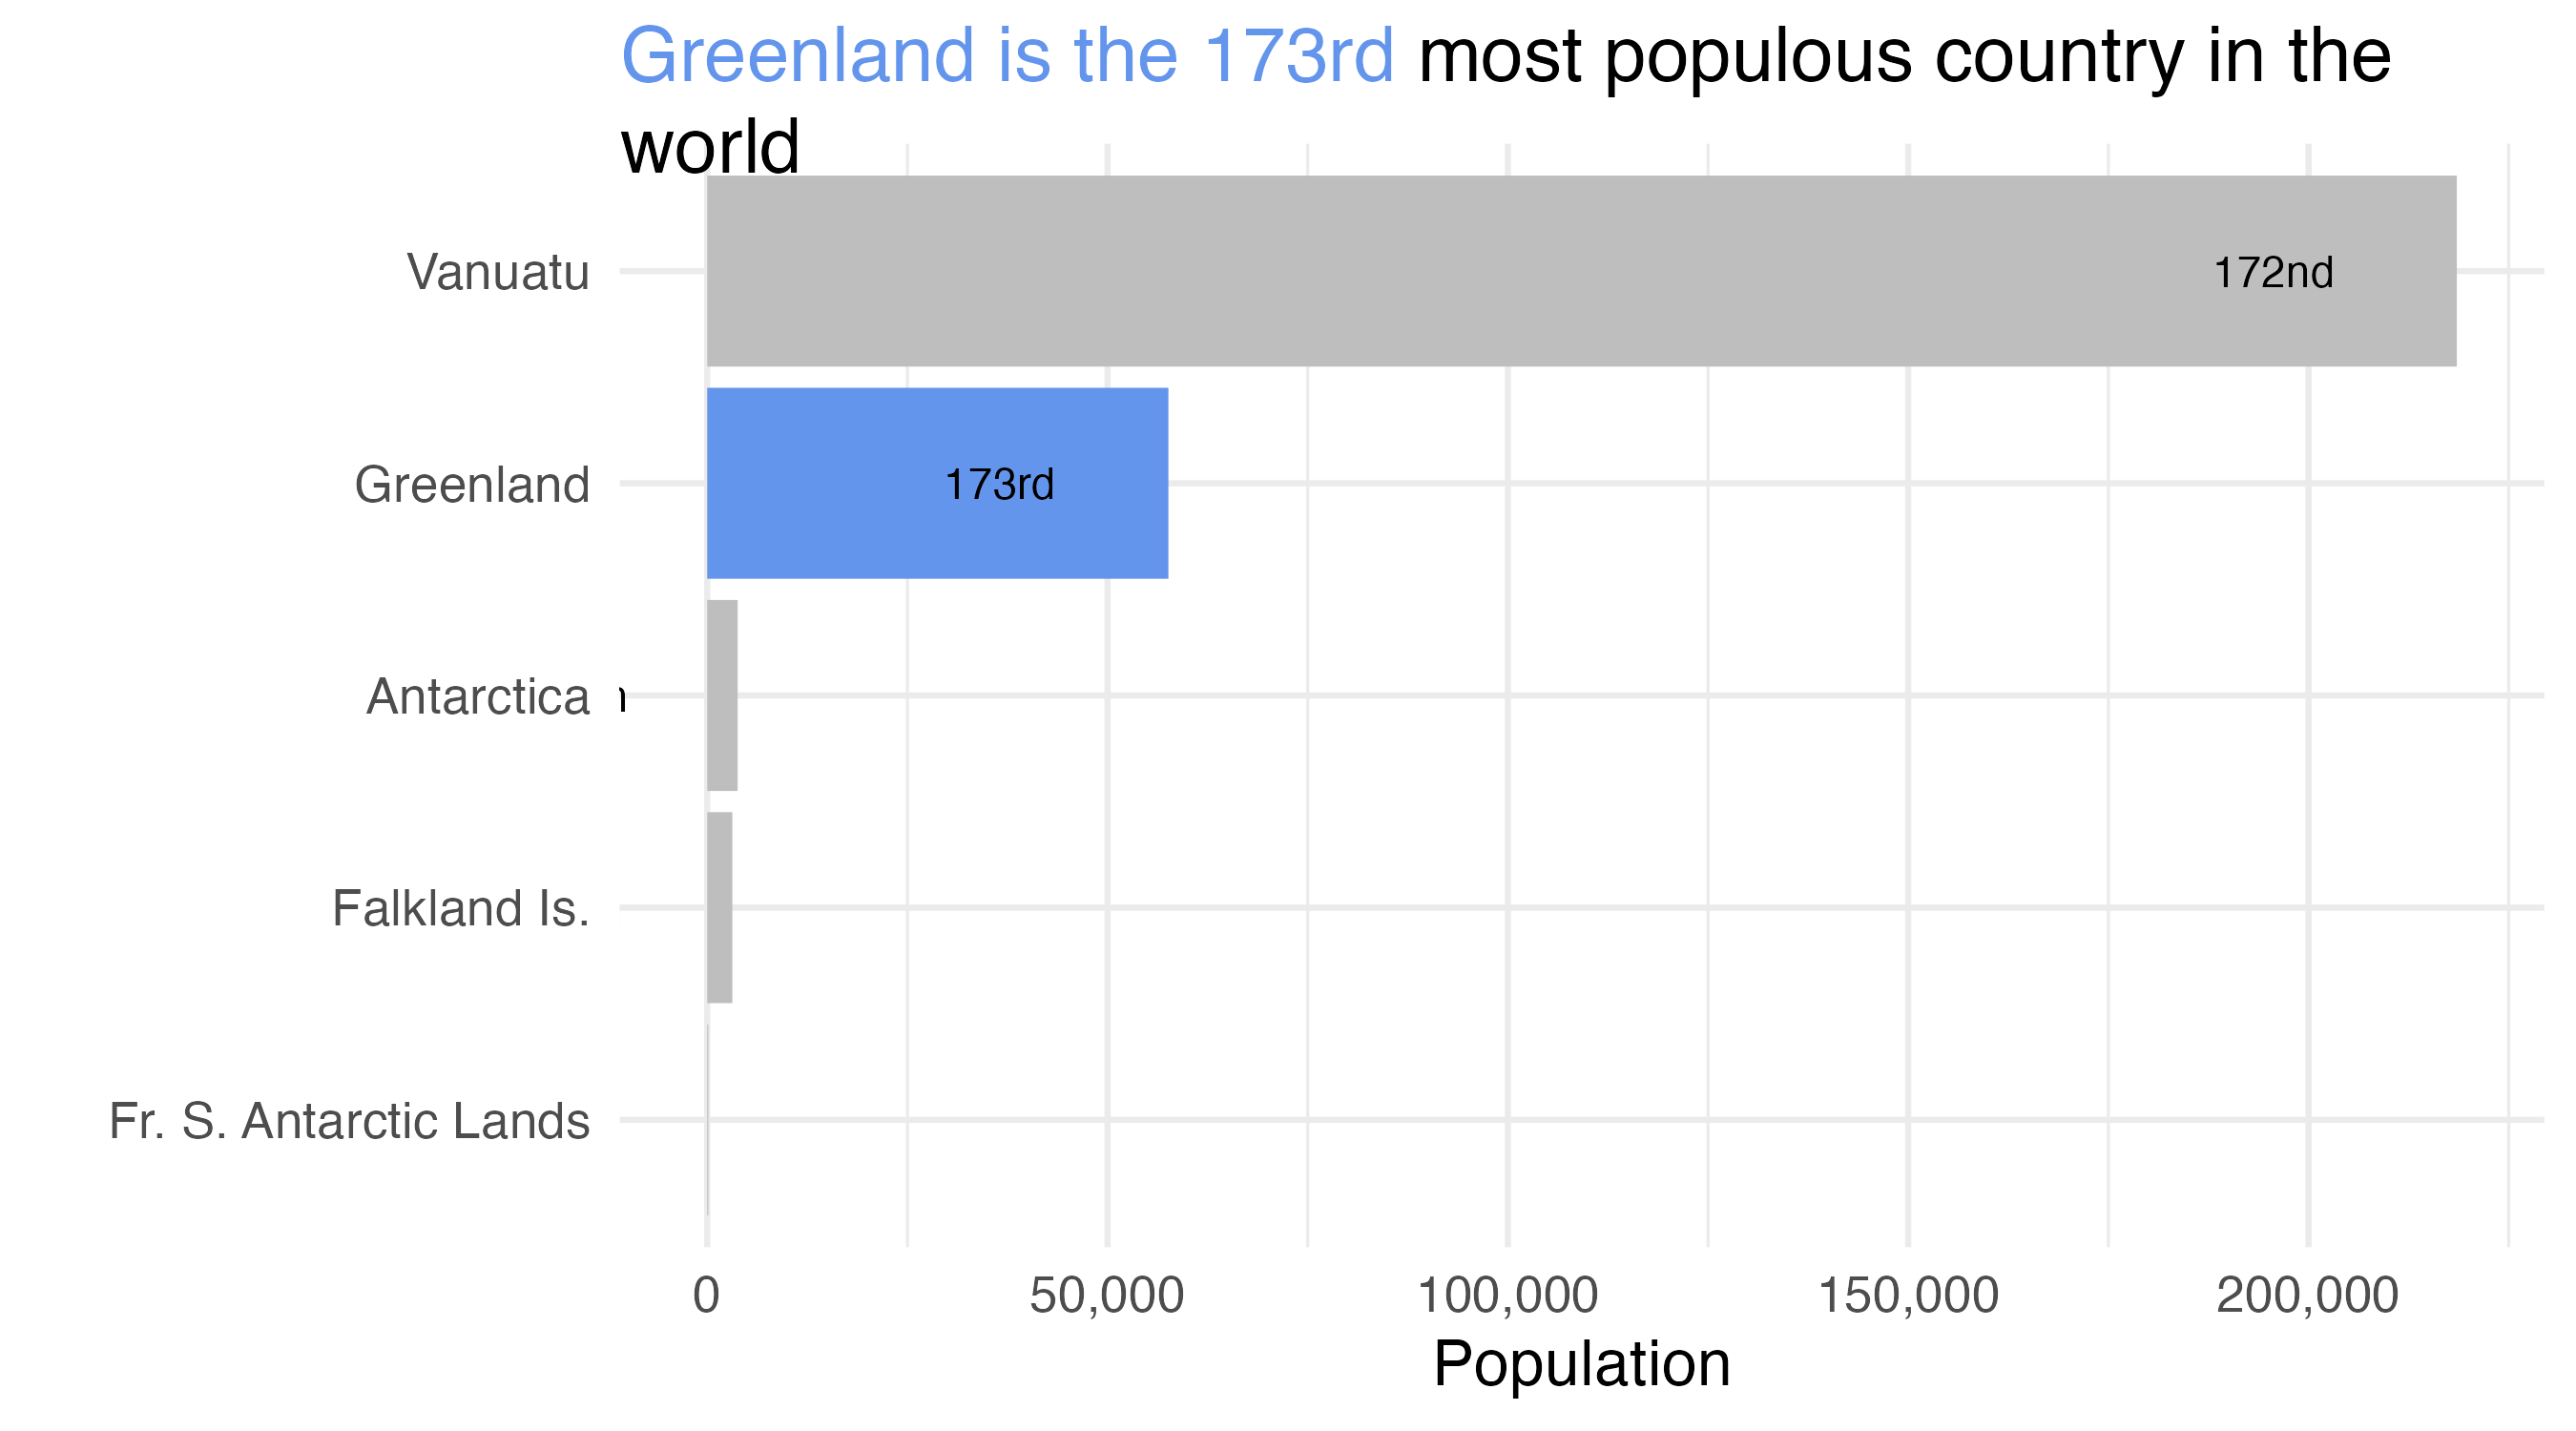 Greenland is the 173rd most populous country in the
world
Vanuatu
172nd
Greenland
173rd
Antarctica
Falkland Is.
Fr. S. Antarctic Lands
0
50,000
100,000
150,000
200,000
Population